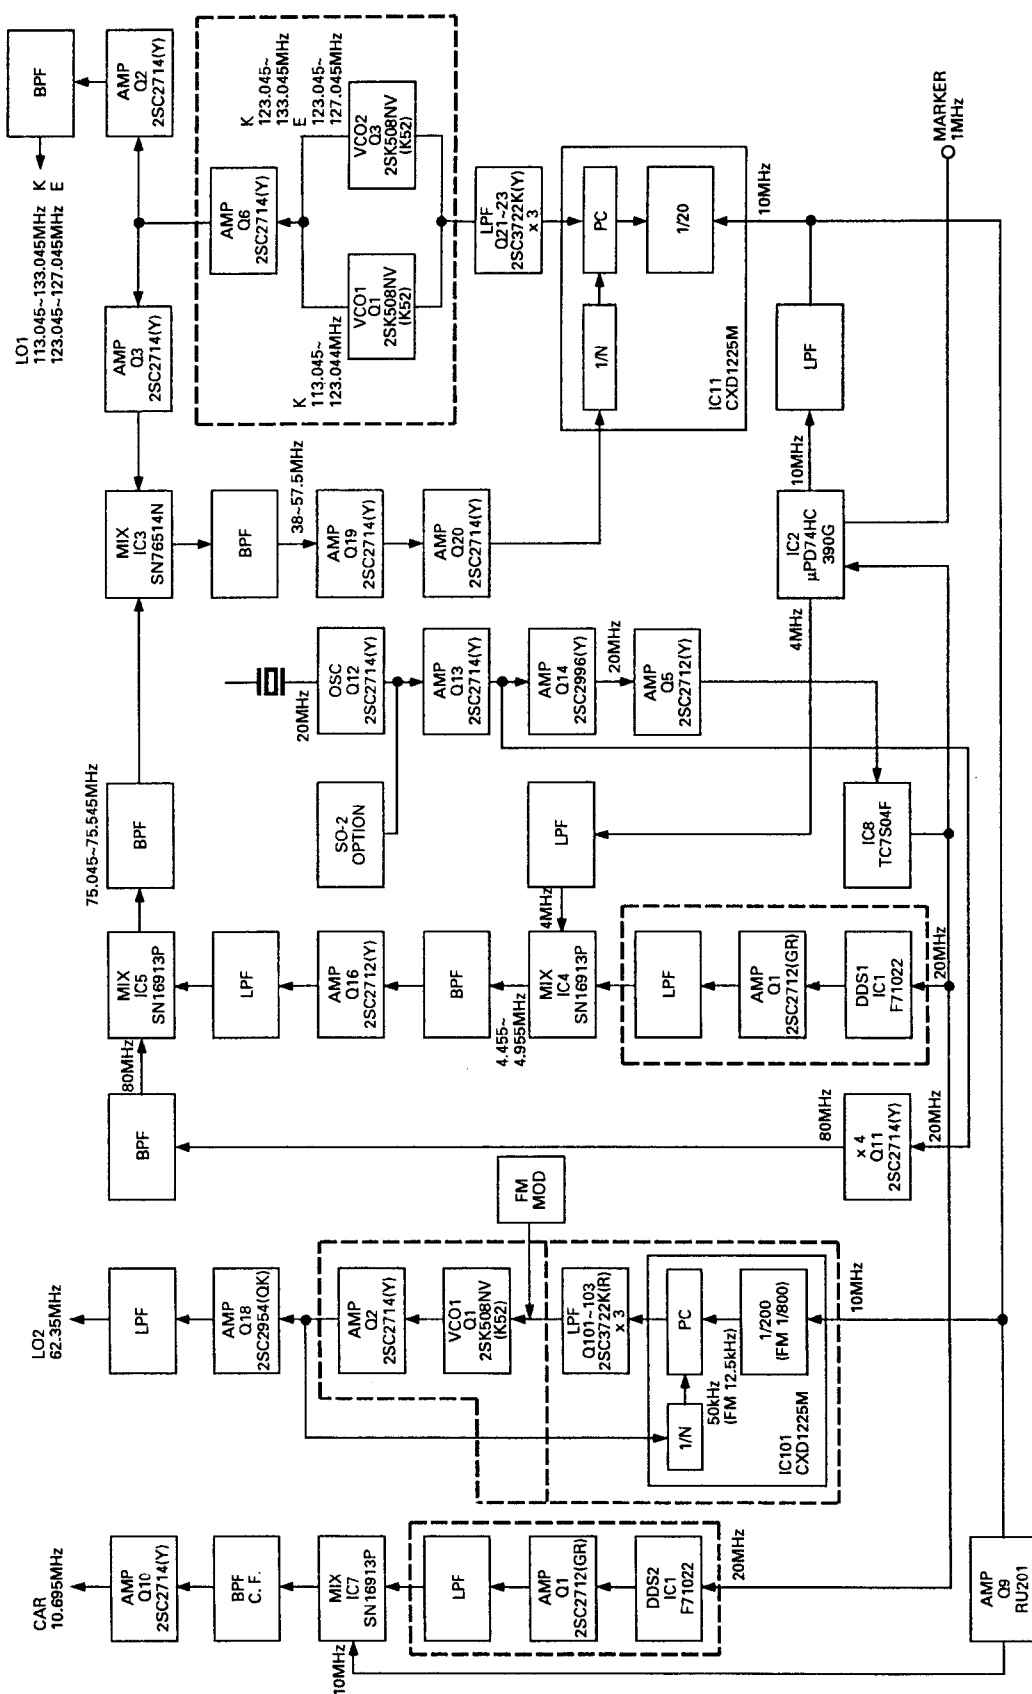 CAR
10.695MHz
AMP
Q10
2SC2714(Y)
BPF
C. F.
MIX
IC7
SN16913P
10MHz
LPF
AMP
Q1
2SC2712(GR)
DDS2
IC1
F71022
20MHz
AMP
Q9
RU201
LO2
62.35MHz
LPF
AMP
Q18
2SC2954(QK)
AMP
Q2
2SC2714(Y)
VCO1
Q1
2SK508NV
(K52)
FM
MOD
LPF
Q101~103
2SC3722K(R)
x 3
1/N
PC
50kHz
(FM 12.5kHz)
1/200
(FM 1/800)
IC101
CXD1225M
10MHz
BPF
80MHz
80MHz
x 4
Q11
2SC2714(Y)
20MHz
MIX
IC5
SN16913P
LPF
AMP
Q16
2SC2712(Y)
BPF
4.455~
4.955MHz
MIX
IC4
SN16913P
4MHz
LPF
LPF
AMP
Q1
2SC2712(GR)
DDS1
IC1
F71022
20MHz
75.045~75.545MHz
BPF
20MHz
OSC
Q12
2SC2714(Y)
SO-2
OPTION
AMP
Q13
2SC2714(Y)
AMP
Q14
2SC2996(Y)
20MHz
AMP
Q5
2SC2712(Y)
IC8
TC7S04F
4MHz
IC2
μPD74HC
390G
10MHz
LPF
MARKER
1MHz
MIX
IC3
SN76514N
BPF
38~57.5MHz
AMP
Q19
2SC2714(Y)
AMP
Q20
2SC2714(Y)
1/N
PC
1/20
IC11
CXD1225M
10MHz
LPF
Q21~23
2SC3722K(Y)
x 3
K
113.045~
123.044MHz
VCO1
Q1
2SK508NV
(K52)
VCO2
Q3
2SK508NV
(K52)
K
123.045~
133.045MHz
E 123.045~
127.045MHz
AMP
Q6
2SC2714(Y)
AMP
Q3
2SC2714(Y)
AMP
Q2
2SC2714(Y)
BPF
LO1
113.045~133.045MHz K
123.045~127.045MHz E